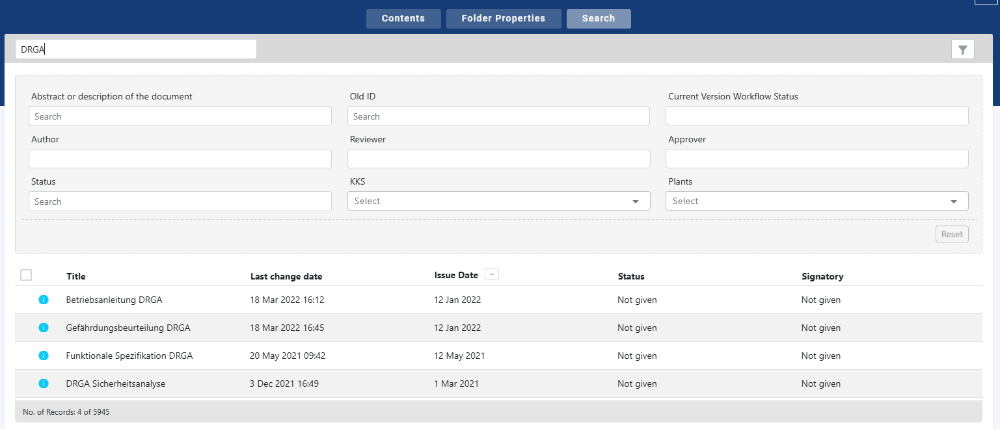 Contents Folder Properties Search
DRGA
Abstract or description of the document Old ID Current Version Workflow Status
Search Search
Author Reviewer Approver
Status KKS Plants
Search Select Select
Reset
Title Last change date Issue Date Status Signatory
Betriebsanleitung DRGA 18 Mar 2022 16:12 12 Jan 2022 Not given Not given
Gefährdungsbeurteilung DRGA 18 Mar 2022 16:45 12 Jan 2022 Not given Not given
Funktionale Spezifikation DRGA 20 May 2021 09:42 12 May 2021 Not given Not given
DRGA Sicherheitsanalyse 3 Dec 2021 16:49 1 Mar 2021 Not given Not given
No. of Records: 4 of 5945